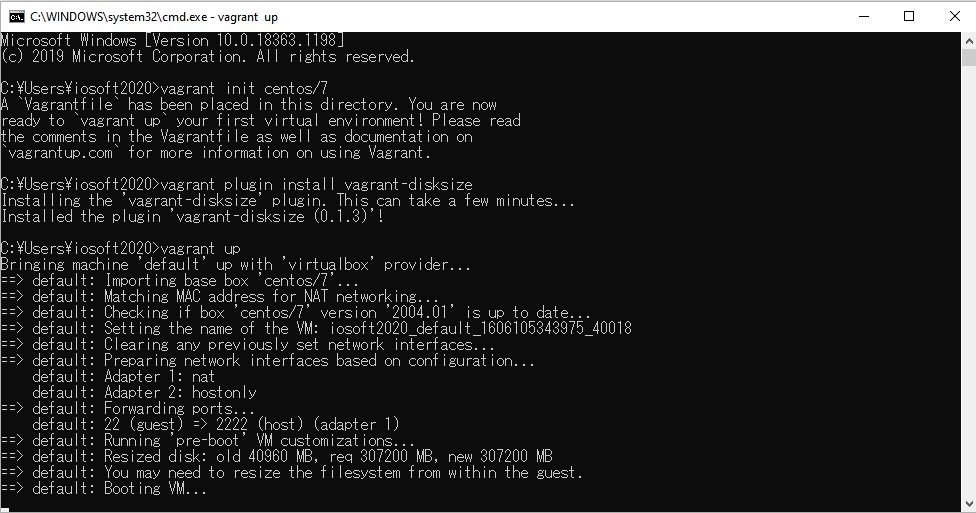 C:\WINDOWS\system32\cmd.exe - vagrant  up
Microsoft Windows [Version 10.0.18363.1198]
(c) 2019 Microsoft Corporation. All rights reserved.
C:¥Users¥iosoft2020>vagrant init centos/7
A `Vagrantfile` has been placed in this directory. You are now
ready to `vagrant up` your first virtual environment! Please read
the comments in the Vagrantfile as well as documentation on
`vagrantup.com` for more information on using Vagrant.
C:¥Users¥iosoft2020>vagrant plugin install vagrant-disksize
Installing the 'vagrant-disksize' plugin. This can take a few minutes...
Installed the plugin 'vagrant-disksize (0.1.3)'!
C:¥Users¥iosoft2020>vagrant up
Bringing machine 'default' up with 'virtualbox' provider...
==> default: Importing base box 'centos/7'...
==> default: Matching MAC address for NAT networking...
==> default: Checking if box 'centos/7' version '2004.01' is up to date...
==> default: Setting the name of the VM: iosoft2020_default_1606105343975_40018
==> default: Clearing any previously set network interfaces...
==> default: Preparing network interfaces based on configuration...
    default: Adapter 1: nat
    default: Adapter 2: hostonly
==> default: Forwarding ports...
    default: 22 (guest) => 2222 (host) (adapter 1)
==> default: Running 'pre-boot' VM customizations...
==> default: Resized disk: old 40960 MB, req 307200 MB, new 307200 MB
==> default: You may need to resize the filesystem from within the guest.
==> default: Booting VM...